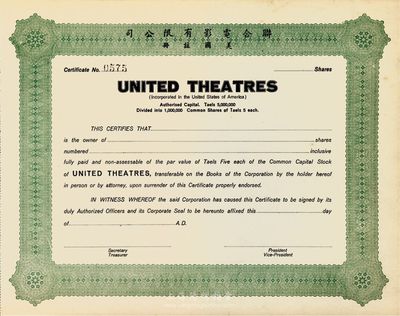 司公限有影電合聯
冊註國美
Certificate No. 0575 Shares
UNITED THEATRES
(Incorporated in the United States of America)
Authorised Capital. Taels 5,000,000
Divided into 1,000,000 Common Shares of Taels 5 each.
THIS CERTIFIES THAT
is the owner of shares
numbered inclusive
fully paid and non-assessable of the par value of Taels Five each of the Common Capital Stock
of UNITED THEATRES, transferable on the Books of the Corporation by the holder hereof
in person or by attorney, upon surrender of this Certificate properly endorsed.
IN WITNESS WHEREOF the said Corporation has caused this Certificate to be signed by its
duly Authorized Officers and its Corporate Seal to be hereunto affixed this day
of A.D.
Secretary President
Treasurer Vice-President